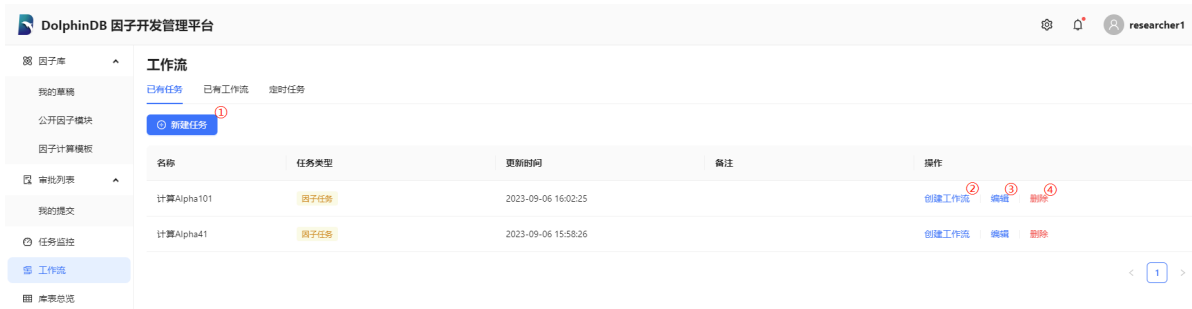 DolphinDB 因子开发管理平台
researcher1
因子库
我的草稿
公开因子模块
因子计算模板
审批列表
我的提交
任务监控
工作流
库表总览
工作流
已有任务 已有工作流 定时任务
①
新建任务
名称 任务类型 更新时间 备注 操作
② ③ ④
计算Alpha101 因子任务 2023-09-06 16:02:25 创建工作流 编辑 删除
计算Alpha41 因子任务 2023-09-06 15:58:26 创建工作流 编辑 删除
< 1 >